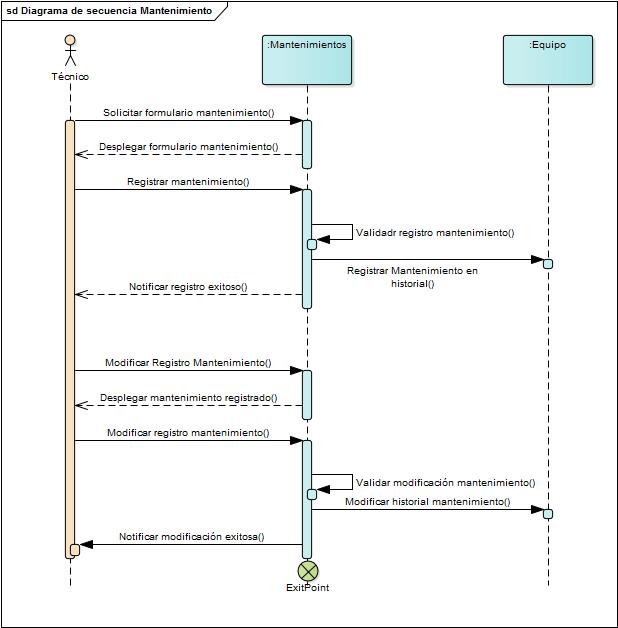 sd Diagrama de secuencia Mantenimiento
:Mantenimientos
:Equipo
Técnico
Solicitar formulario mantenimiento()
Desplegar formulario mantenimiento()
Registrar mantenimiento()
Validadr registro mantenimiento()
Registrar Mantenimiento en
historial()
Notificar registro exitoso()
Modificar Registro Mantenimiento()
Desplegar mantenimiento registrado()
Modificar registro mantenimiento()
Validar modificación mantenimiento()
Modificar historial mantenimiento()
Notificar modificación exitosa()
ExitPoint